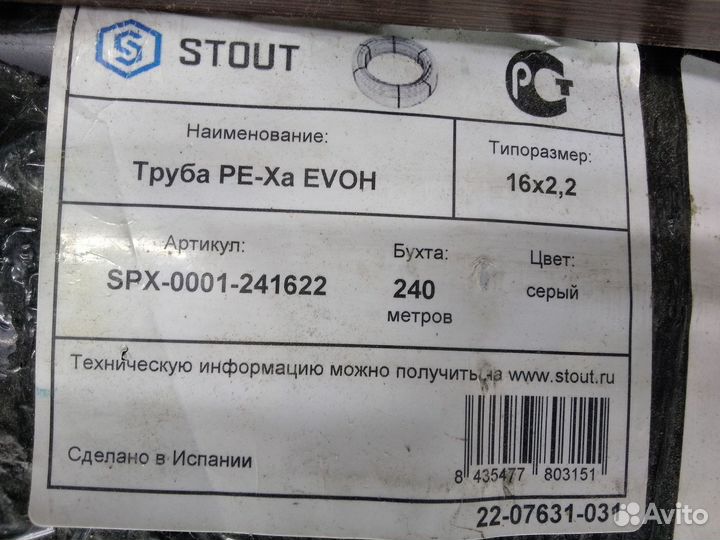 STOUT
РСТ
Наименование:
Труба PE-Xa EVOH
Типоразмер:
16x2,2
Артикул:
SPX-0001-241622
Бухта:
240
метров
Цвет:
серый
Техническую информацию можно получить на www.stout.ru
Сделано в Испании
8 435477 803151
22-07631-031
Avito